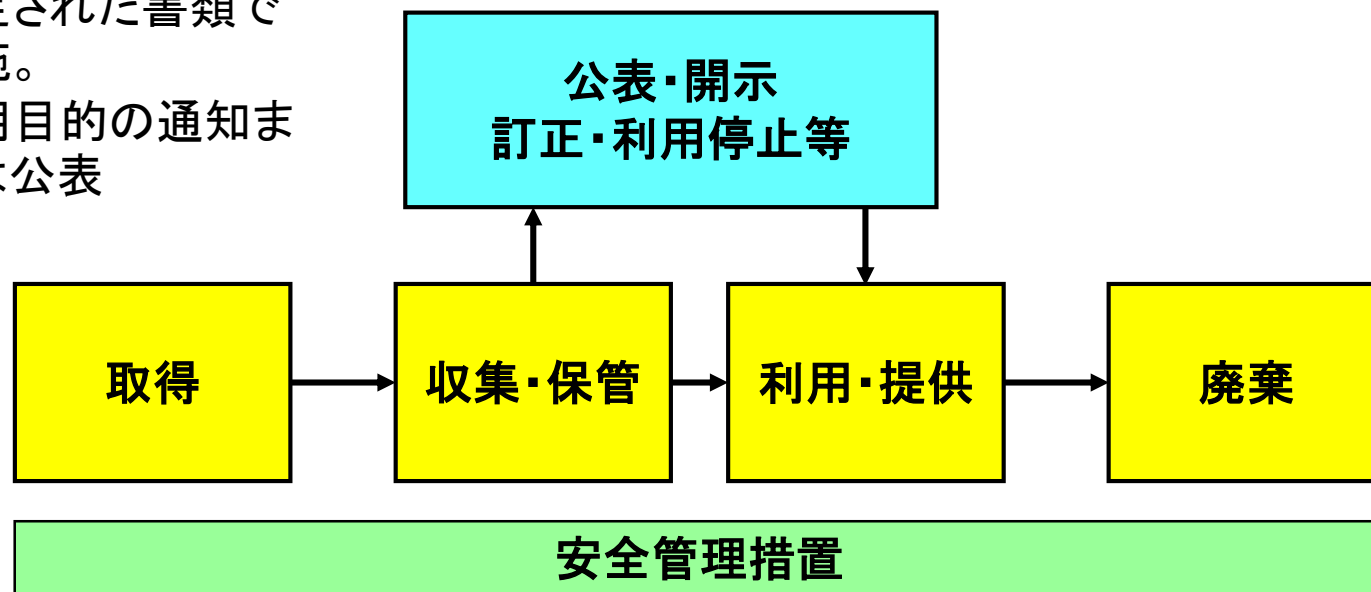 された書類で
。
目的の通知ま
公表
公表・開示
訂正・利用停止等
取得
収集・保管
利用・提供
廃棄
安全管理措置